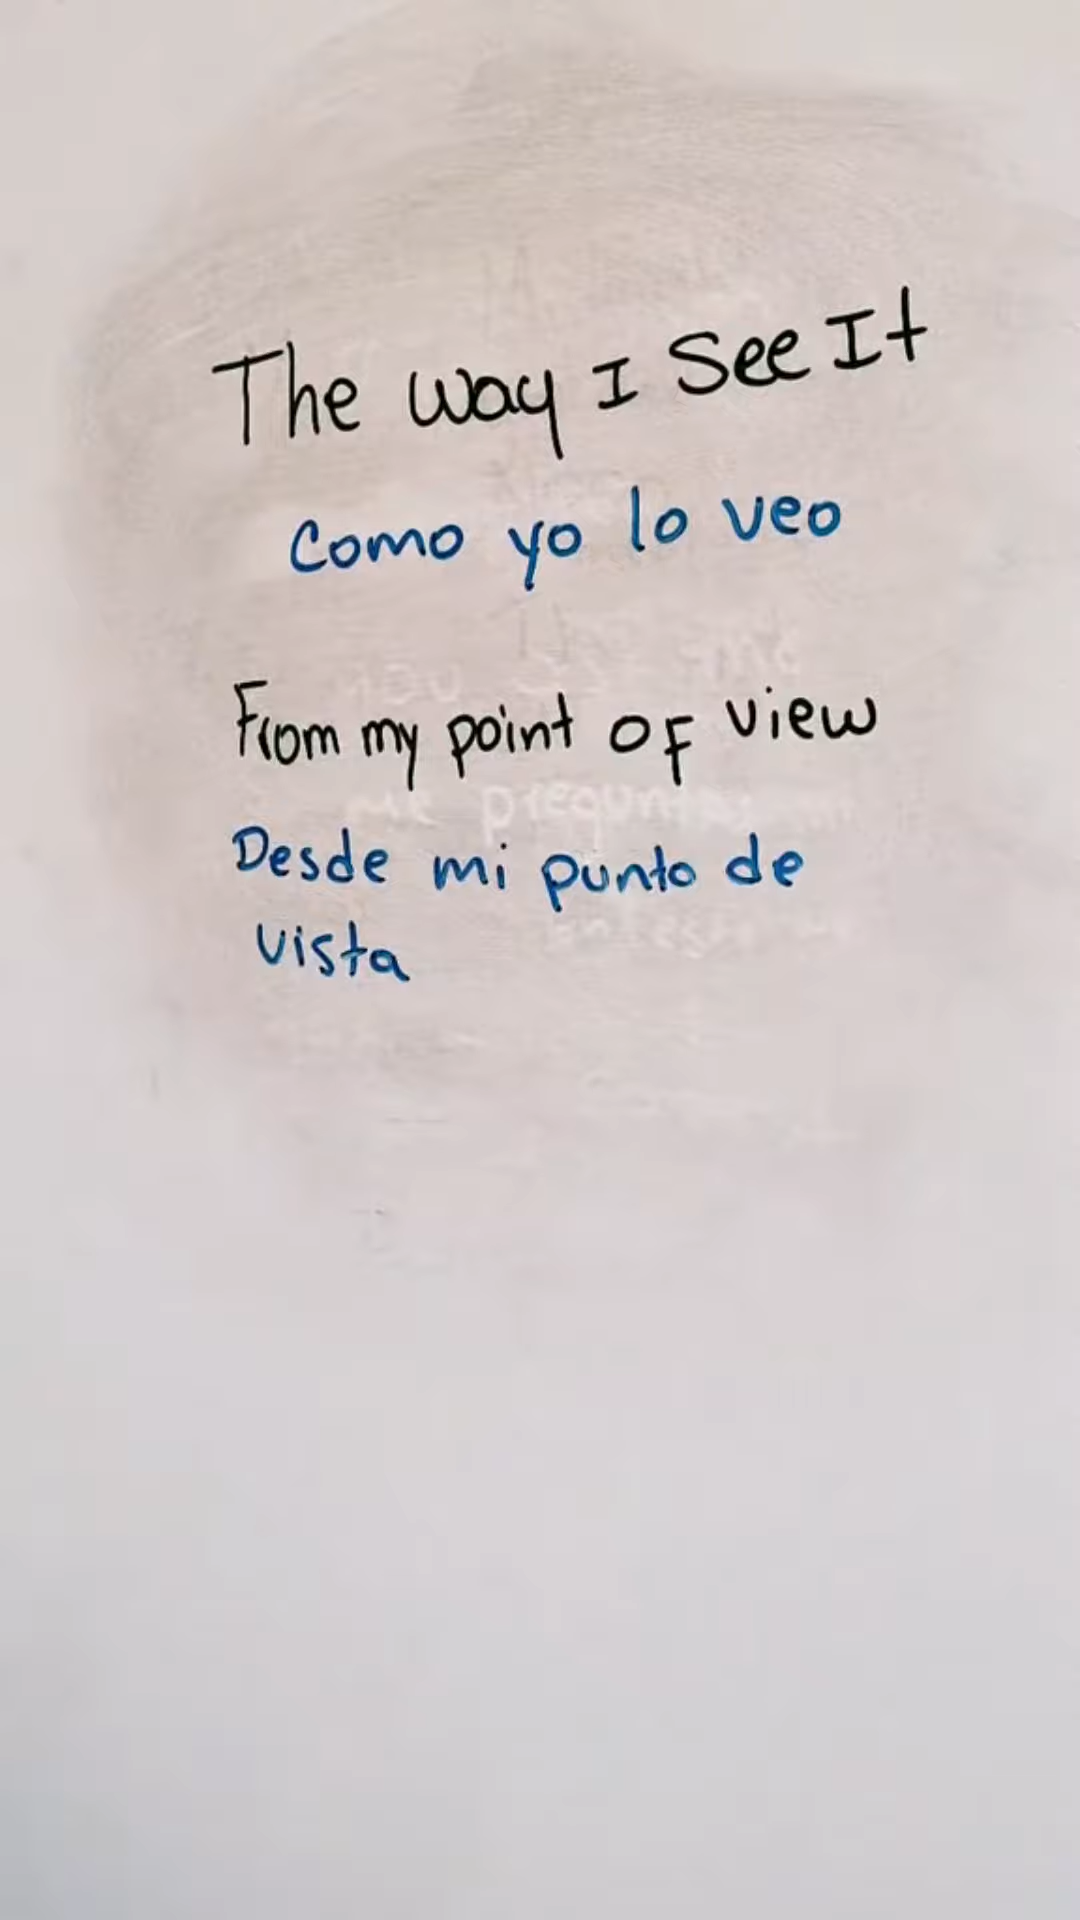 The way I See It
Como yo lo veo
From my point of view
Desde mi punto de
vista